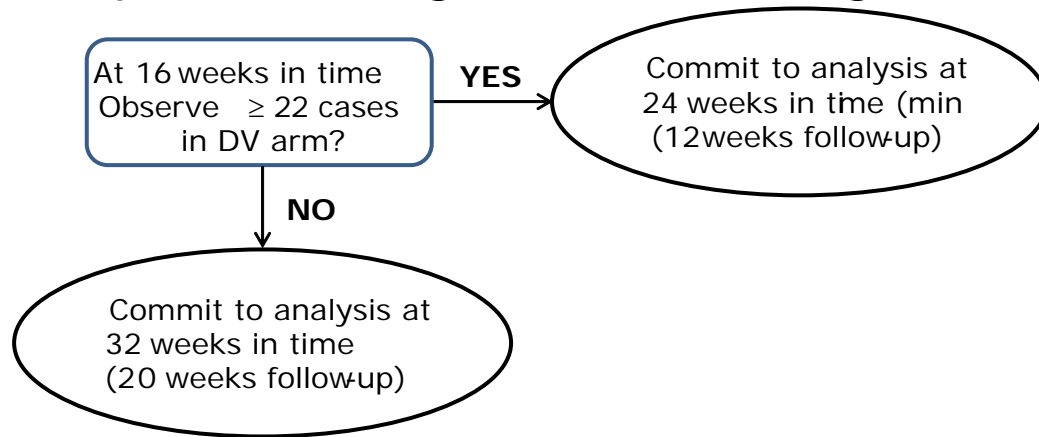 At 16 weeks in time
Observe ≥ 22 cases
in DV arm?
YES
Commit to analysis at
24 weeks in time (min
(12weeks follow-up)
NO
Commit to analysis at
32 weeks in time
(20 weeks follow-up)